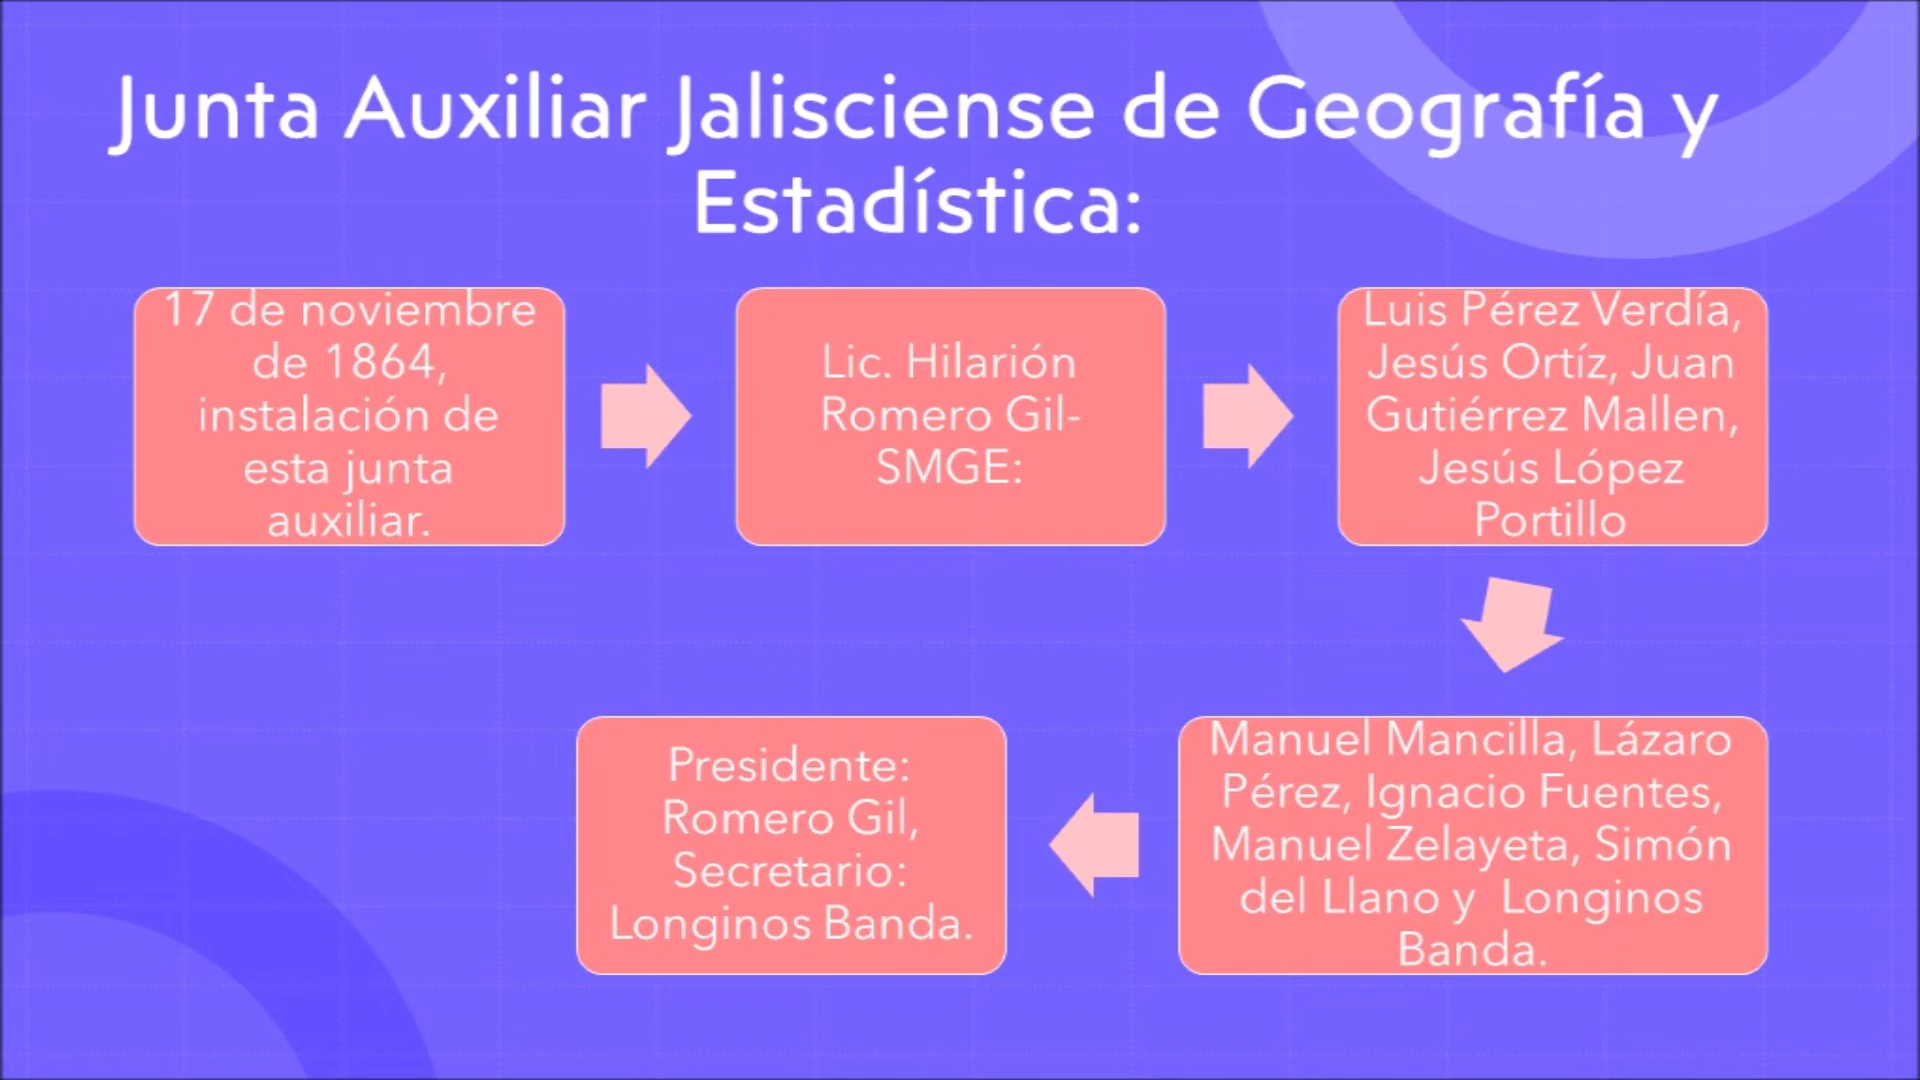 Junta Auxiliar Jalisciense de Geografía y
Estadística:
17 de noviembre
de 1864,
instalación de
esta junta
auxiliar.
Lic. Hilarión
Romero Gil-
SMGE:
Luis Pérez Verdía,
Jesús Ortíz, Juan
Gutiérrez Mallen,
Jesús López
Portillo
Manuel Mancilla, Lázaro
Pérez, Ignacio Fuentes,
Manuel Zelayeta, Simón
del Llano y  Longinos
Banda.
Presidente:
Romero Gil,
Secretario:
Longinos Banda.